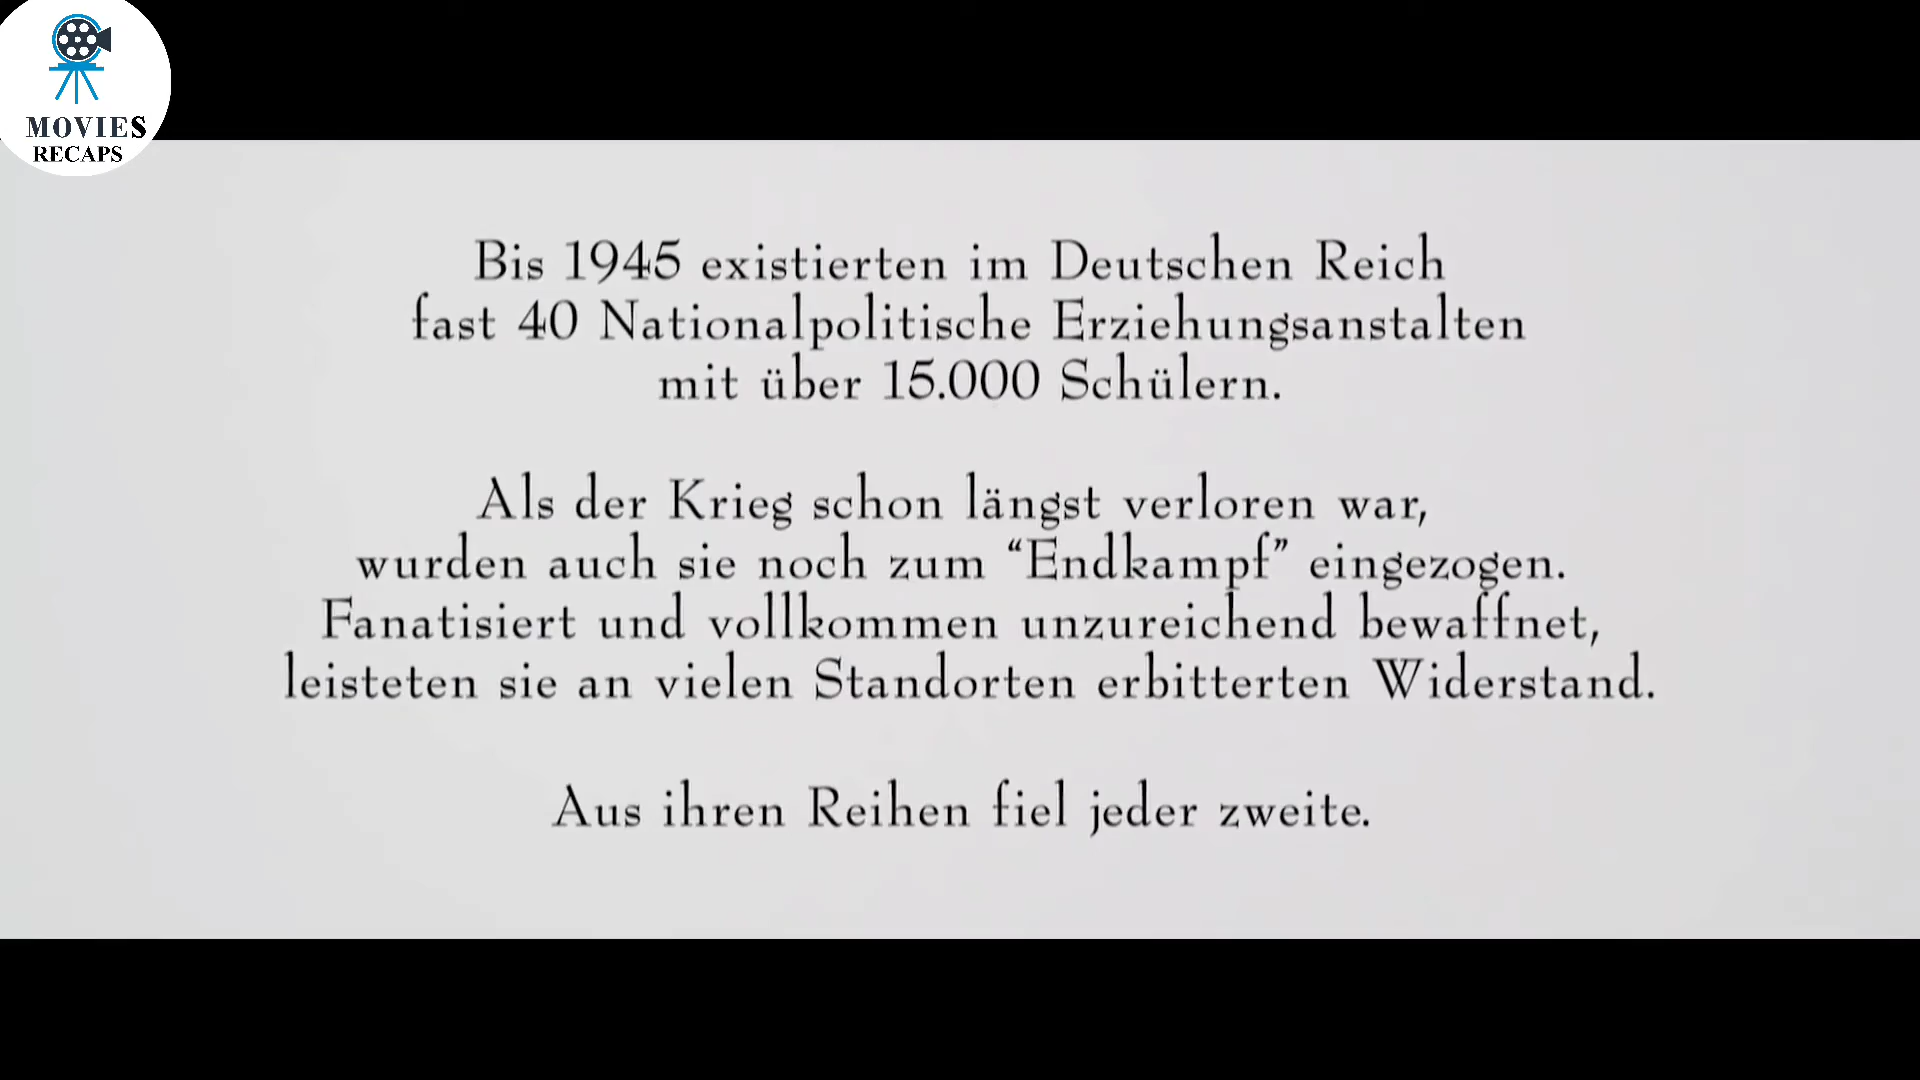 MOVIES
RECAPS
Bis 1945 existierten im Deutschen Reich
fast 40 Nationalpolitische Erziehungsanstalten
mit über 15.000 Schülern.
Als der Krieg schon längst verloren war,
wurden auch sie noch zum “Endkampf” eingezogen.
Fanatisiert und vollkommen unzureichend bewaffnet,
leisteten sie an vielen Standorten erbitterten Widerstand.
Aus ihren Reihen fiel jeder zweite.